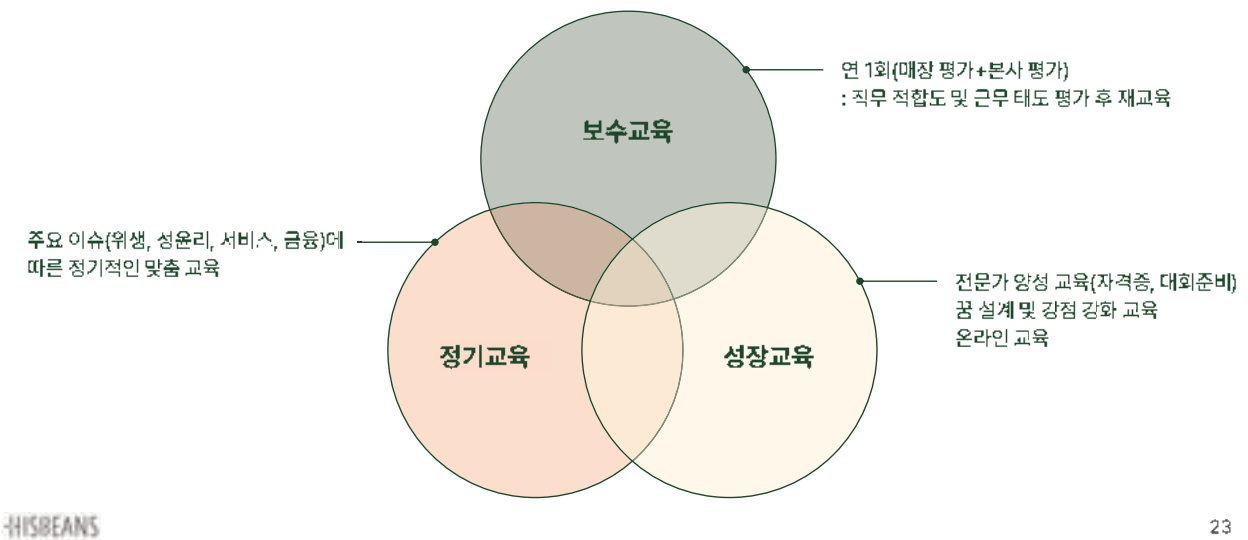 연 1회(매장 평가+본사 평가)
: 직무 적합도 및 근무 태도 평가 후 재교육
보수교육
주요 이슈(위생, 성윤리, 서비스, 금융)에
따른 정기적인 맞춤 교육
전문가 양성 교육(자격증, 대회준비)
꿈 설계 및 강점 강화 교육
온라인 교육
정기교육
성장교육
HISBEANS
23